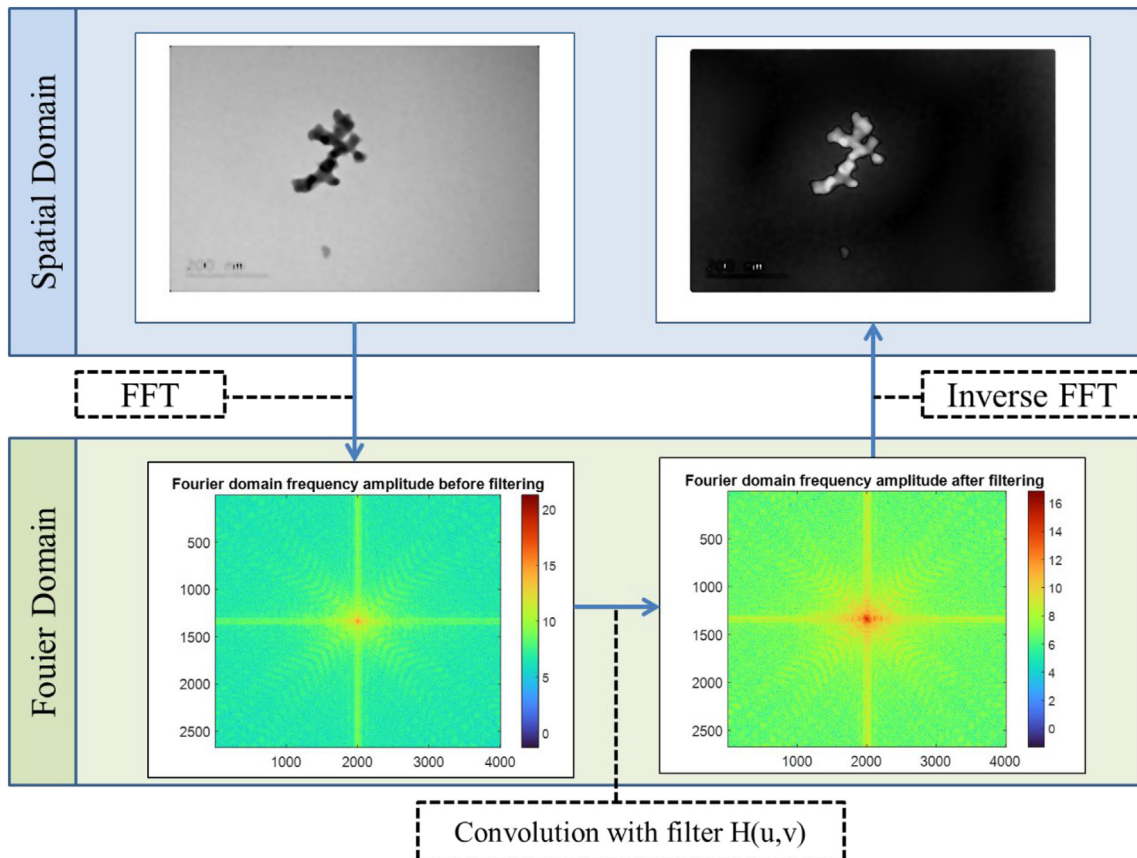 Spatial Domain
200 nm
FFT
Inverse FFT
Fouier Domain
Fourier domain frequency amplitude before filtering
500
1000
1500
2000
2500
1000 2000 3000 4000
20
15
10
5
0
Fourier domain frequency amplitude after filtering
500
1000
1500
2000
2500
1000 2000 3000 4000
16
14
12
10
8
6
4
2
0
Convolution with filter H(u,v)